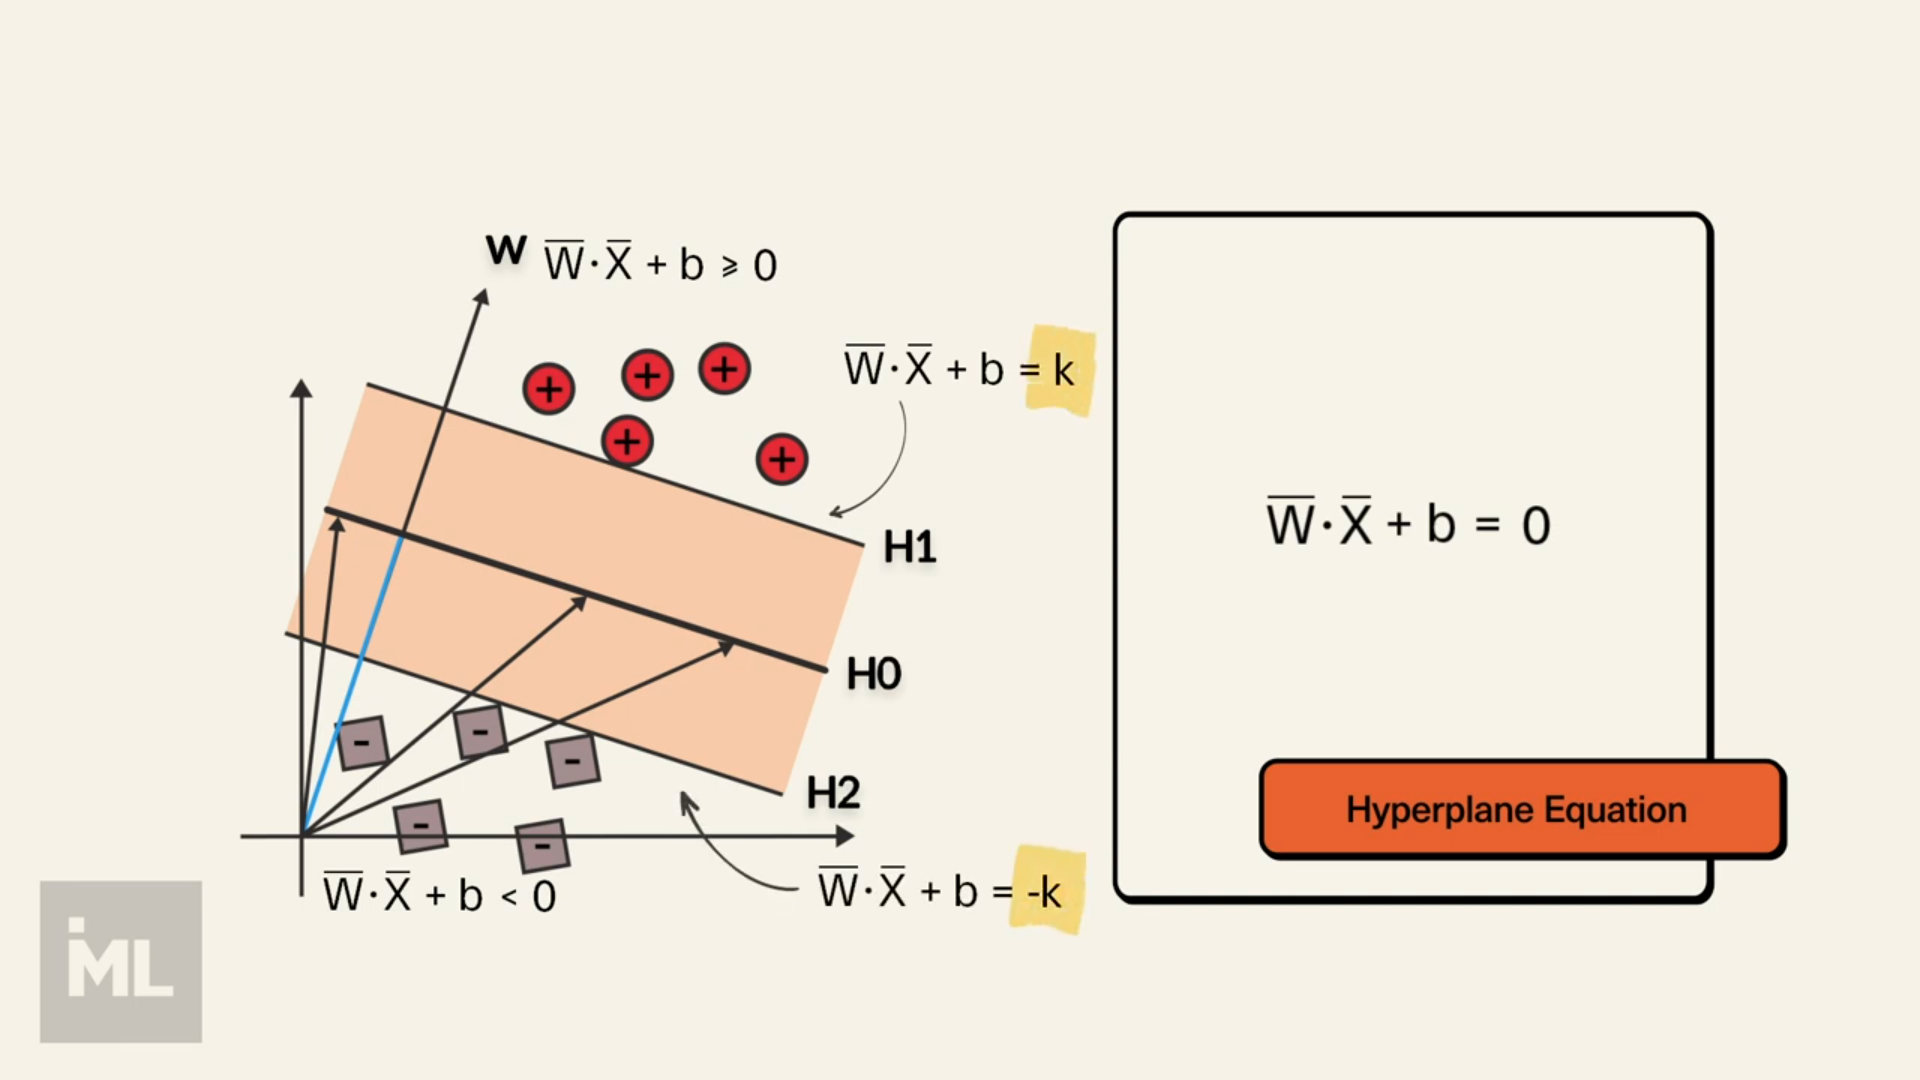 W
W̅·X̅ + b ⩾ 0
+
+
+
+
+
W̅·X̅ + b = k
H1
H0
H2
-
-
-
-
-
W̅·X̅ + b < 0
W̅·X̅ + b = -k
W̅·X̅ + b = 0
Hyperplane Equation
iML